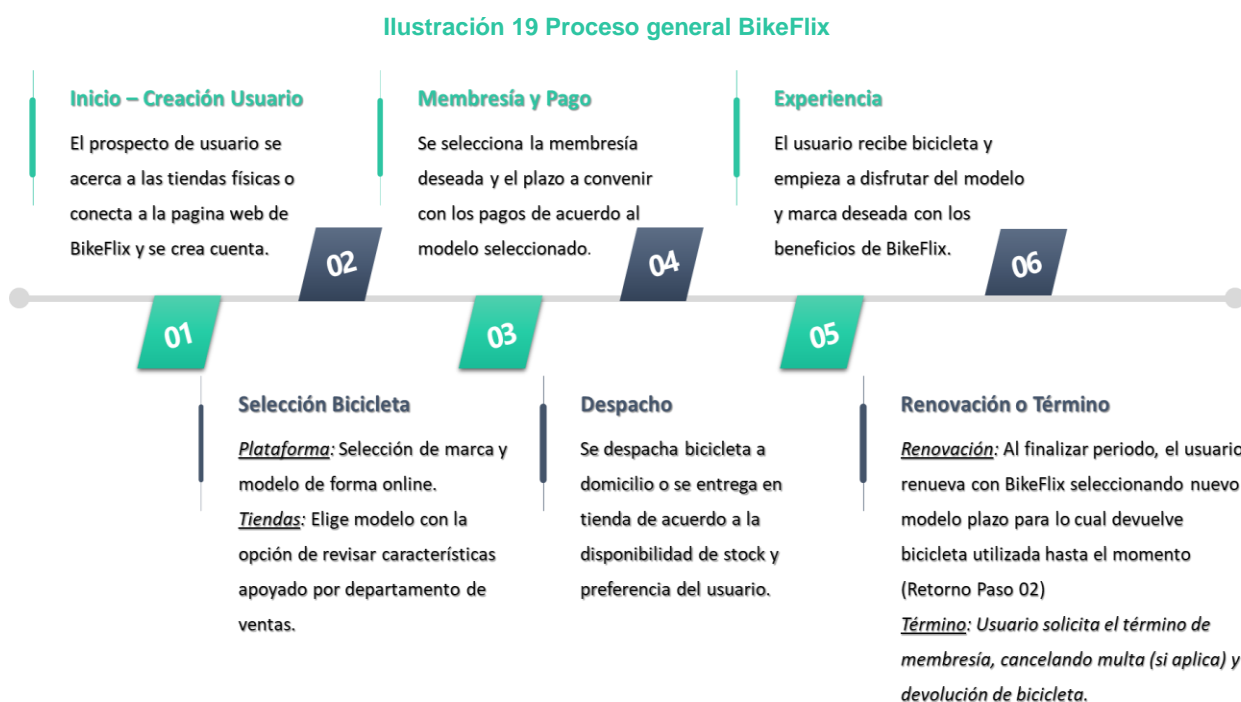 Ilustración 19 Proceso general BikeFlix
Inicio – Creación Usuario
El prospecto de usuario se
acerca a las tiendas físicas o
conecta a la pagina web de
BikeFlix y se crea cuenta.
Membresía y Pago
Se selecciona la membresía
deseada y el plazo a convenir
con los pagos de acuerdo al
modelo seleccionado.
Experiencia
El usuario recibe bicicleta y
empieza a disfrutar del modelo
y marca deseada con los
beneficios de BikeFlix.
01
02
03
04
05
06
Selección Bicicleta
Plataforma: Selección de marca y
modelo de forma online.
Tiendas: Elige modelo con la
opción de revisar características
apoyado por departamento de
ventas.
Despacho
Se despacha bicicleta a
domicilio o se entrega en
tienda de acuerdo a la
disponibilidad de stock y
preferencia del usuario.
Renovación o Término
Renovación: Al finalizar periodo, el usuario
renueva con BikeFlix seleccionando nuevo
modelo plazo para lo cual devuelve
bicicleta utilizada hasta el momento
(Retorno Paso 02)
Término: Usuario solicita el término de
membresía, cancelando multa (si aplica) y
devolución de bicicleta.